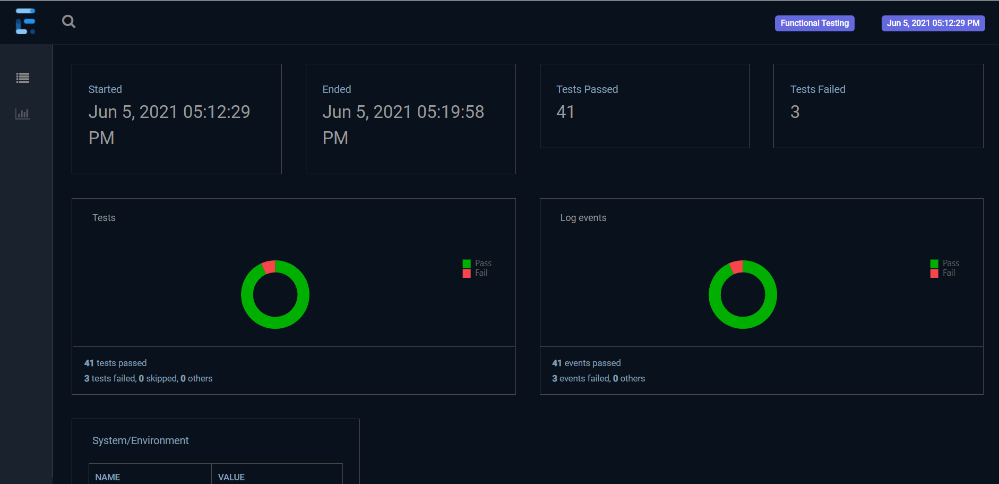 Functional Testing
Jun 5, 2021 05:12:29 PM
Started
Jun 5, 2021 05:12:29
PM
Ended
Jun 5, 2021 05:19:58
PM
Tests Passed
41
Tests Failed
3
Tests
Pass
Fail
41 tests passed
3 tests failed, 0 skipped, 0 others
Log events
Pass
Fail
41 events passed
3 events failed, 0 others
System/Environment
NAME
VALUE